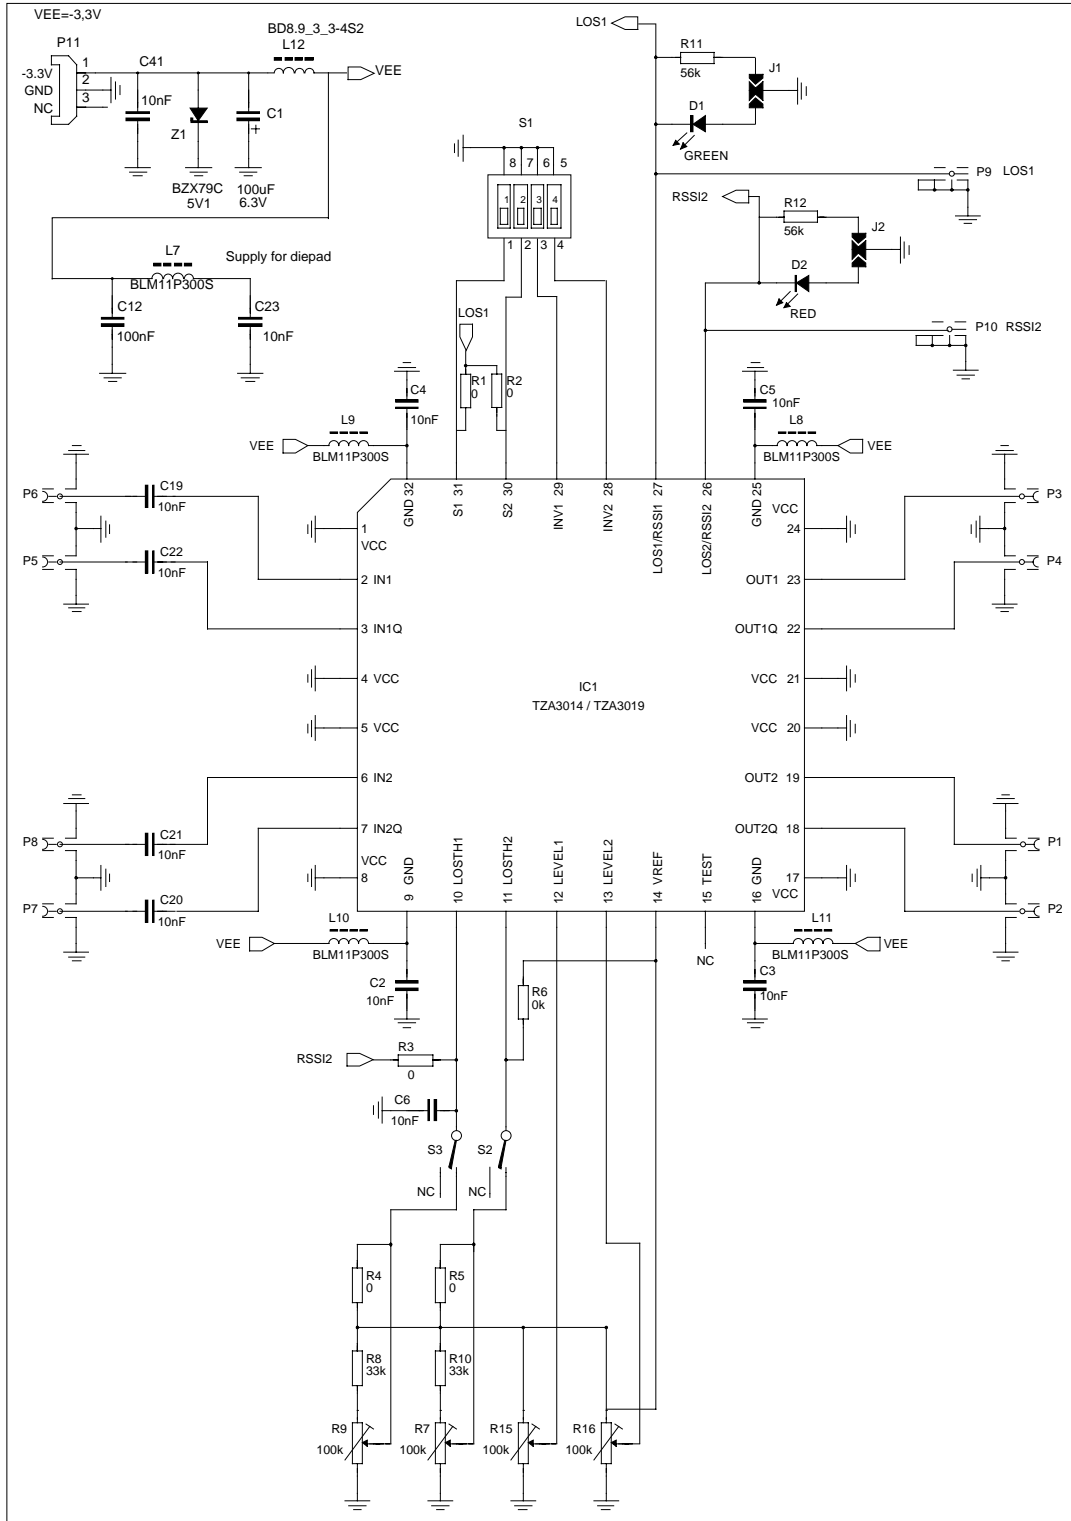 VEE=-3,3V
P11
-3.3V
GND
NC
1
2
3
C41
10nF
Z1
BZX79C
5V1
C1
100uF
6.3V
BD8.9_3_3-4S2
L12
VEE
L7
BLM11P300S
Supply for diepad
C12
100nF
C23
10nF
LOS1
R11
56k
J1
D1
GREEN
P9 LOS1
RSSI2
R12
56k
J2
D2
RED
P10 RSSI2
S1
8 7 6 5
1 2 3 4
1 2 3 4
LOS1
R1
0
R2
0
C4
10nF
L9
VEE
BLM11P300S
C5
10nF
L8
VEE
BLM11P300S
GND 32
S1 31
S2 30
INV1 29
INV2 28
LOS1/RSSI1 27
LOS2/RSSI2 26
GND 25
P6
C19
10nF
P5
C22
10nF
1
VCC
2 IN1
3 IN1Q
4 VCC
5 VCC
6 IN2
7 IN2Q
VCC
8
IC1
TZA3014 / TZA3019
VCC
24
OUT1 23
OUT1Q 22
VCC 21
VCC 20
OUT2 19
OUT2Q 18
17
VCC
P3
P4
P8
C21
10nF
P7
C20
10nF
P1
P2
9 GND
10 LOSTH1
11 LOSTH2
12 LEVEL1
13 LEVEL2
14 VREF
15 TEST
16 GND
L10
VEE
BLM11P300S
C2
10nF
NC
L11
VEE
BLM11P300S
C3
10nF
R6
0k
RSSI2
R3
0
C6
10nF
S3
NC
S2
NC
R4
0
R5
0
R8
33k
R10
33k
R9
100k
R7
100k
R15
100k
R16
100k